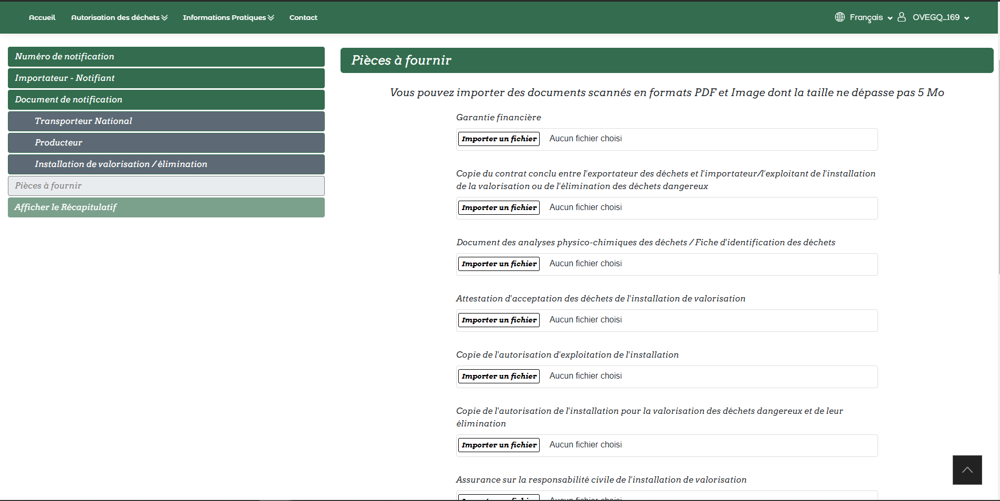 Accueil
Autorisation des déchets
Informations Pratiques
Contact
Français
OVEGQ_169
Numéro de notification
Importateur - Notifiant
Document de notification
Transporteur National
Producteur
Installation de valorisation / élimination
Pièces à fournir
Afficher le Récapitulatif
Pièces à fournir
Vous pouvez importer des documents scannés en formats PDF et Image dont la taille ne dépasse pas 5 Mo
Garantie financière
Importer un fichier Aucun fichier choisi
Copie du contrat conclu entre l'exportateur des déchets et l'importateur/l'exploitant de l'installation
de la valorisation ou de l'élimination des déchets dangereux
Importer un fichier Aucun fichier choisi
Document des analyses physico-chimiques des déchets / Fiche d'identification des déchets
Importer un fichier Aucun fichier choisi
Attestation d'acceptation des déchets de l'installation de valorisation
Importer un fichier Aucun fichier choisi
Copie de l'autorisation d'exploitation de l'installation
Importer un fichier Aucun fichier choisi
Copie de l'autorisation de l'installation pour la valorisation des déchets dangereux et de leur
élimination
Importer un fichier Aucun fichier choisi
Assurance sur la responsabilité civile de l'installation de valorisation
Importer un fichier Aucun fichier choisi